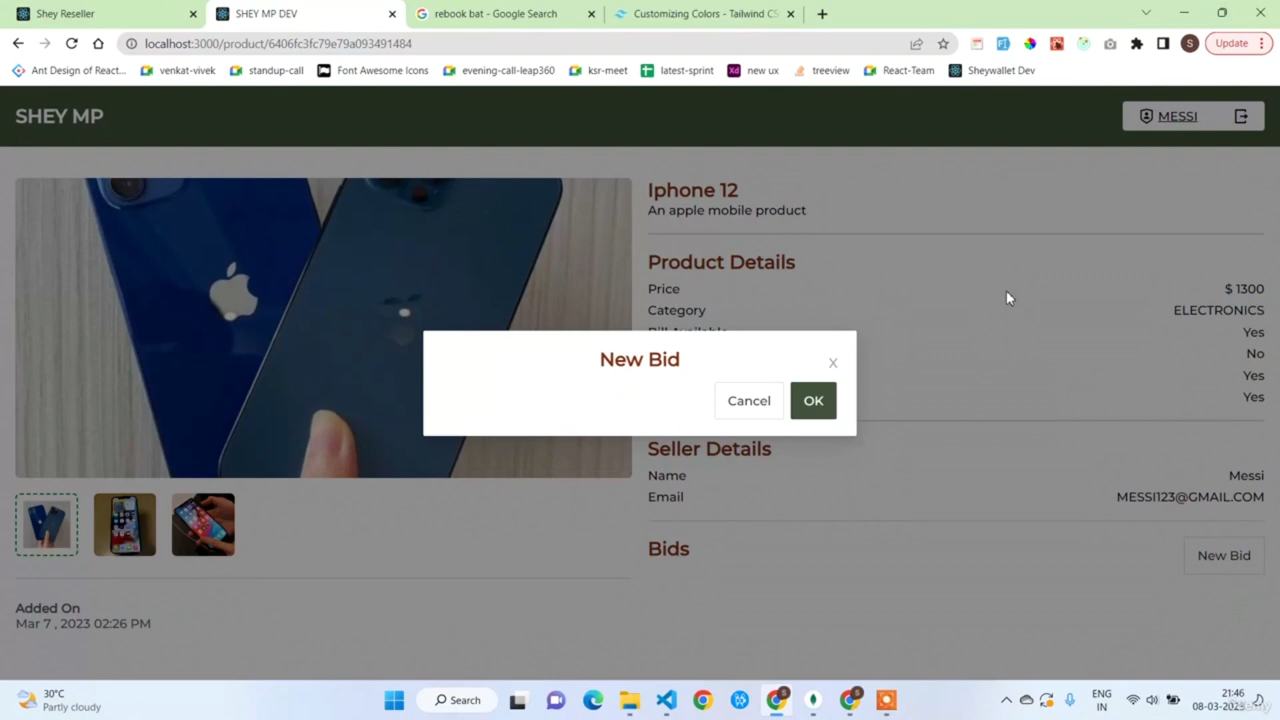 Shey Reseller
SHEY MP DEV
rebook bat - Google Search
Customizing Colors - Tailwind CS
localhost:3000/product/6406fc3fc79e79a093491484
Update
Ant Design of React...
venkat-vivek
standup-call
Font Awesome Icons
evening-call-leap360
ksr-meet
latest-sprint
new ux
treeview
React-Team
Sheywallet Dev
SHEY MP
MESSI
Iphone 12
An apple mobile product
Product Details
Price $ 1300
Category ELECTRONICS
Bill Available Yes
No
Yes
Yes
New Bid
X
Cancel OK
Seller Details
Name Messi
Email MESSI123@GMAIL.COM
Bids New Bid
Added On
Mar 7 , 2023 02:26 PM
30°C
Partly cloudy
Search
ENG
IN
21:46
08-03-2023